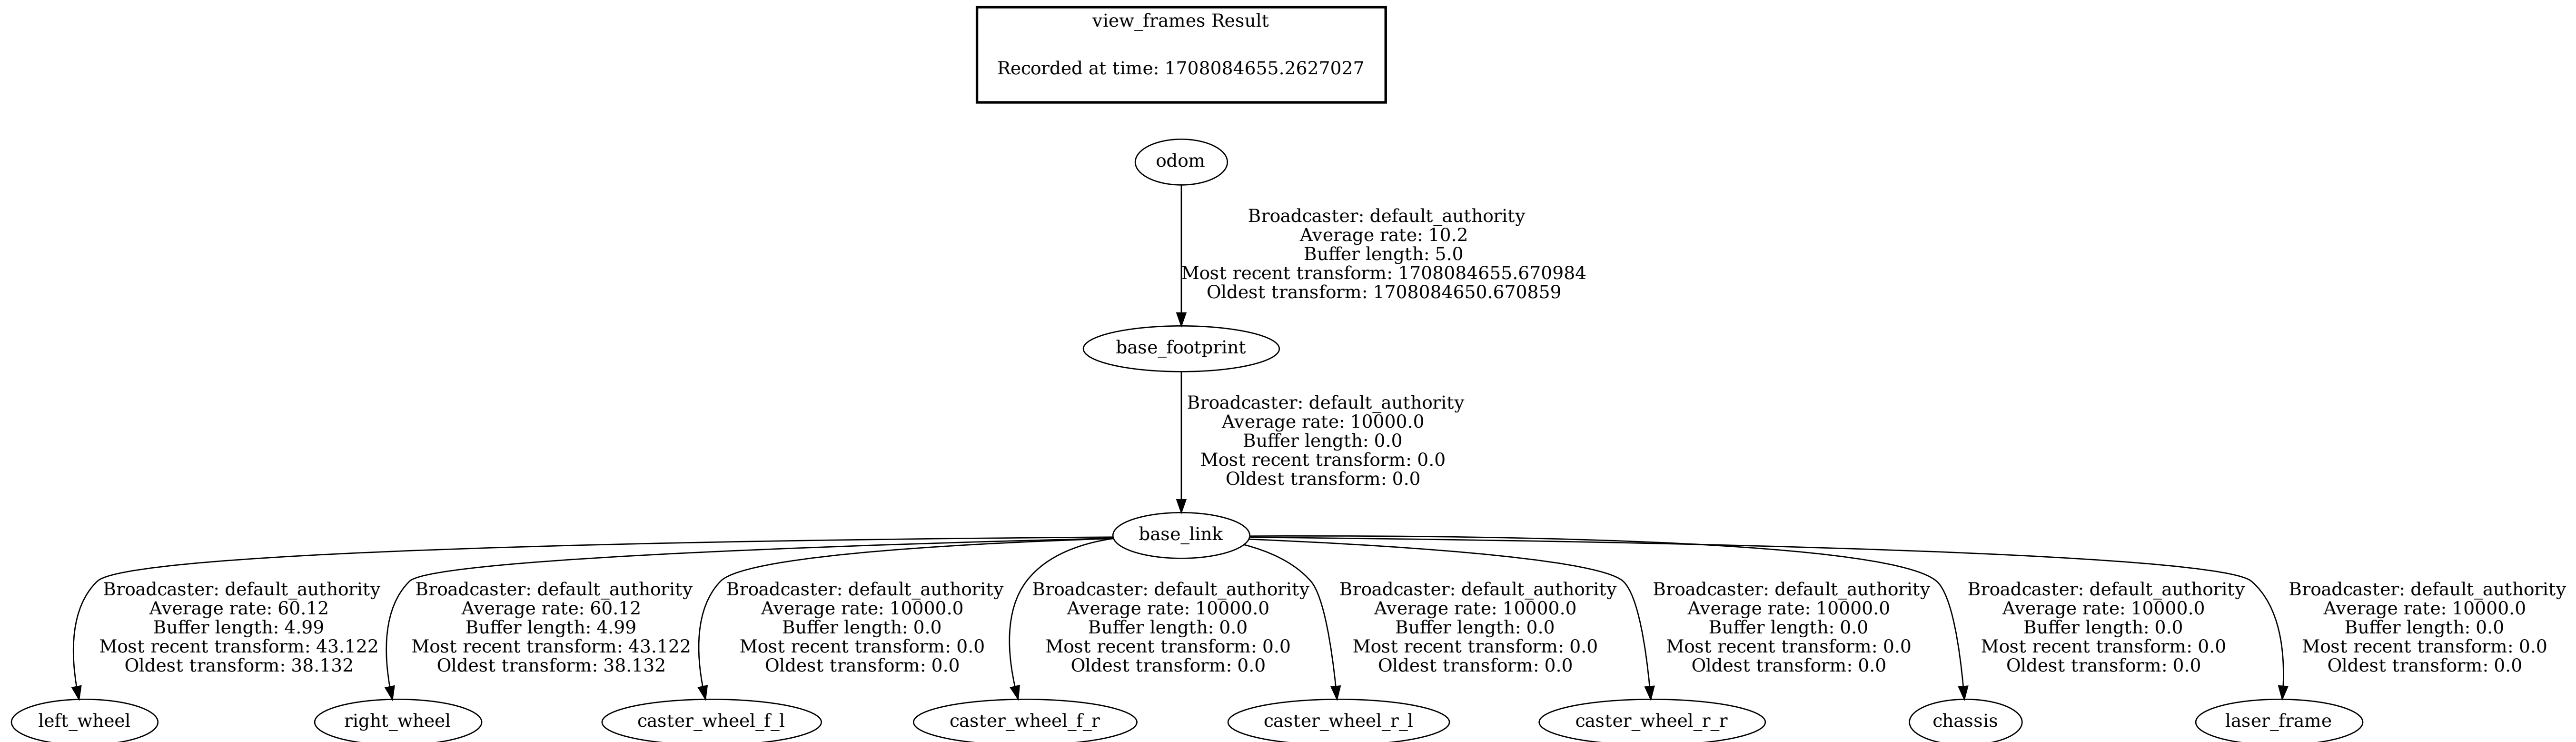 view_frames Result
Recorded at time: 1708084655.2627027
odom
Broadcaster: default_authority
Average rate: 10.2
Buffer length: 5.0
Most recent transform: 1708084655.670984
Oldest transform: 1708084650.670859
base_footprint
Broadcaster: default_authority
Average rate: 10000.0
Buffer length: 0.0
Most recent transform: 0.0
Oldest transform: 0.0
base_link
Broadcaster: default_authority
Average rate: 60.12
Buffer length: 4.99
Most recent transform: 43.122
Oldest transform: 38.132
Broadcaster: default_authority
Average rate: 60.12
Buffer length: 4.99
Most recent transform: 43.122
Oldest transform: 38.132
Broadcaster: default_authority
Average rate: 10000.0
Buffer length: 0.0
Most recent transform: 0.0
Oldest transform: 0.0
Broadcaster: default_authority
Average rate: 10000.0
Buffer length: 0.0
Most recent transform: 0.0
Oldest transform: 0.0
Broadcaster: default_authority
Average rate: 10000.0
Buffer length: 0.0
Most recent transform: 0.0
Oldest transform: 0.0
Broadcaster: default_authority
Average rate: 10000.0
Buffer length: 0.0
Most recent transform: 0.0
Oldest transform: 0.0
Broadcaster: default_authority
Average rate: 10000.0
Buffer length: 0.0
Most recent transform: 0.0
Oldest transform: 0.0
Broadcaster: default_authority
Average rate: 10000.0
Buffer length: 0.0
Most recent transform: 0.0
Oldest transform: 0.0
left_wheel
right_wheel
caster_wheel_f_l
caster_wheel_f_r
caster_wheel_r_l
caster_wheel_r_r
chassis
laser_frame